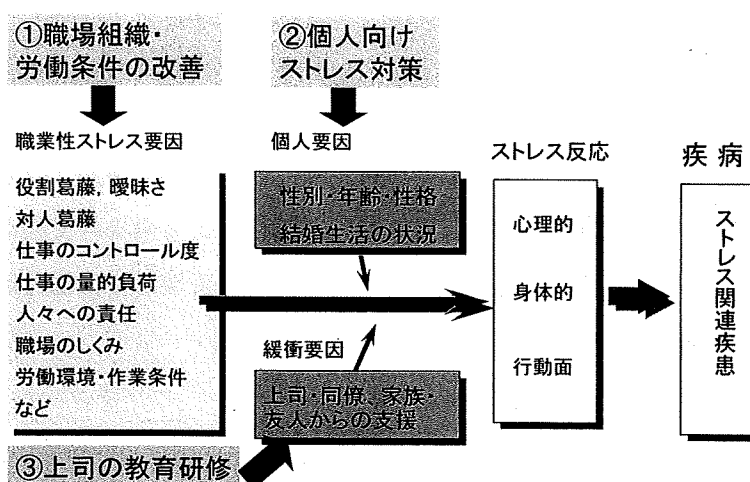 ①職場組織・
労働条件の改善
②個人向け
ストレス対策
職業性ストレス要因
役割葛藤, 曖昧さ
対人葛藤
仕事のコントロール度
仕事の量的負荷
人々への責任
職場のしくみ
労働環境・作業条件
など
個人要因
性別・年齢・性格
結婚生活の状況
緩衝要因
上司・同僚、家族・
友人からの支援
③上司の教育研修
ストレス反応
心理的
身体的
行動面
疾病
ストレス関連疾患